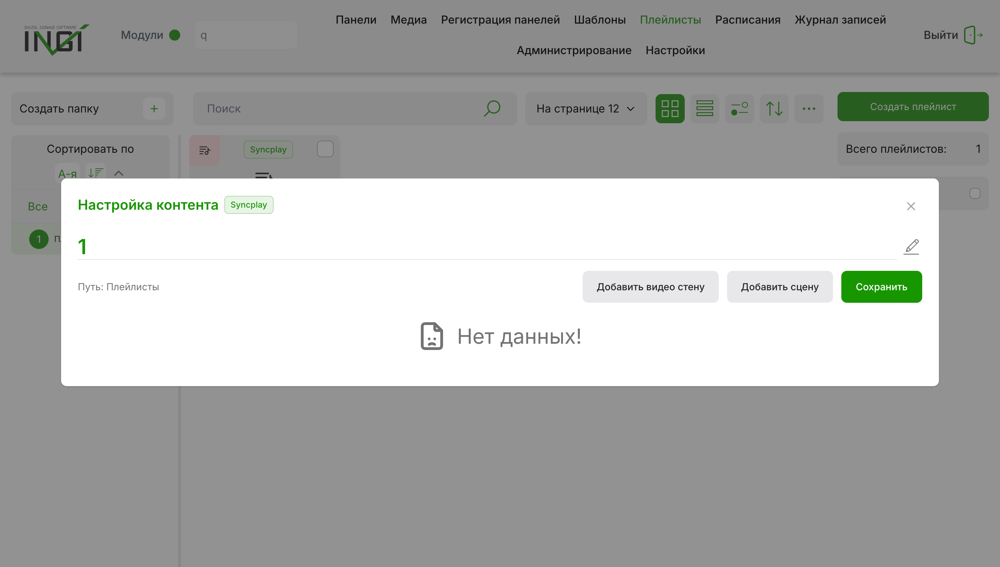 Панели Медиа Регистрация панелей Шаблоны Плейлисты Расписания Журнал записей
DIGITAL SIGNAGE SOFTWARE
INGI
Модули
q
Выйти
Администрирование Настройки
Создать папку
+
Поиск
На странице 12
Создать плейлист
Сортировать по
Syncplay
Всего плейлистов: 1
А-я
Настройка контента Syncplay
Все
1
1
Путь: Плейлисты
Добавить видео стену
Добавить сцену
Сохранить
Нет данных!